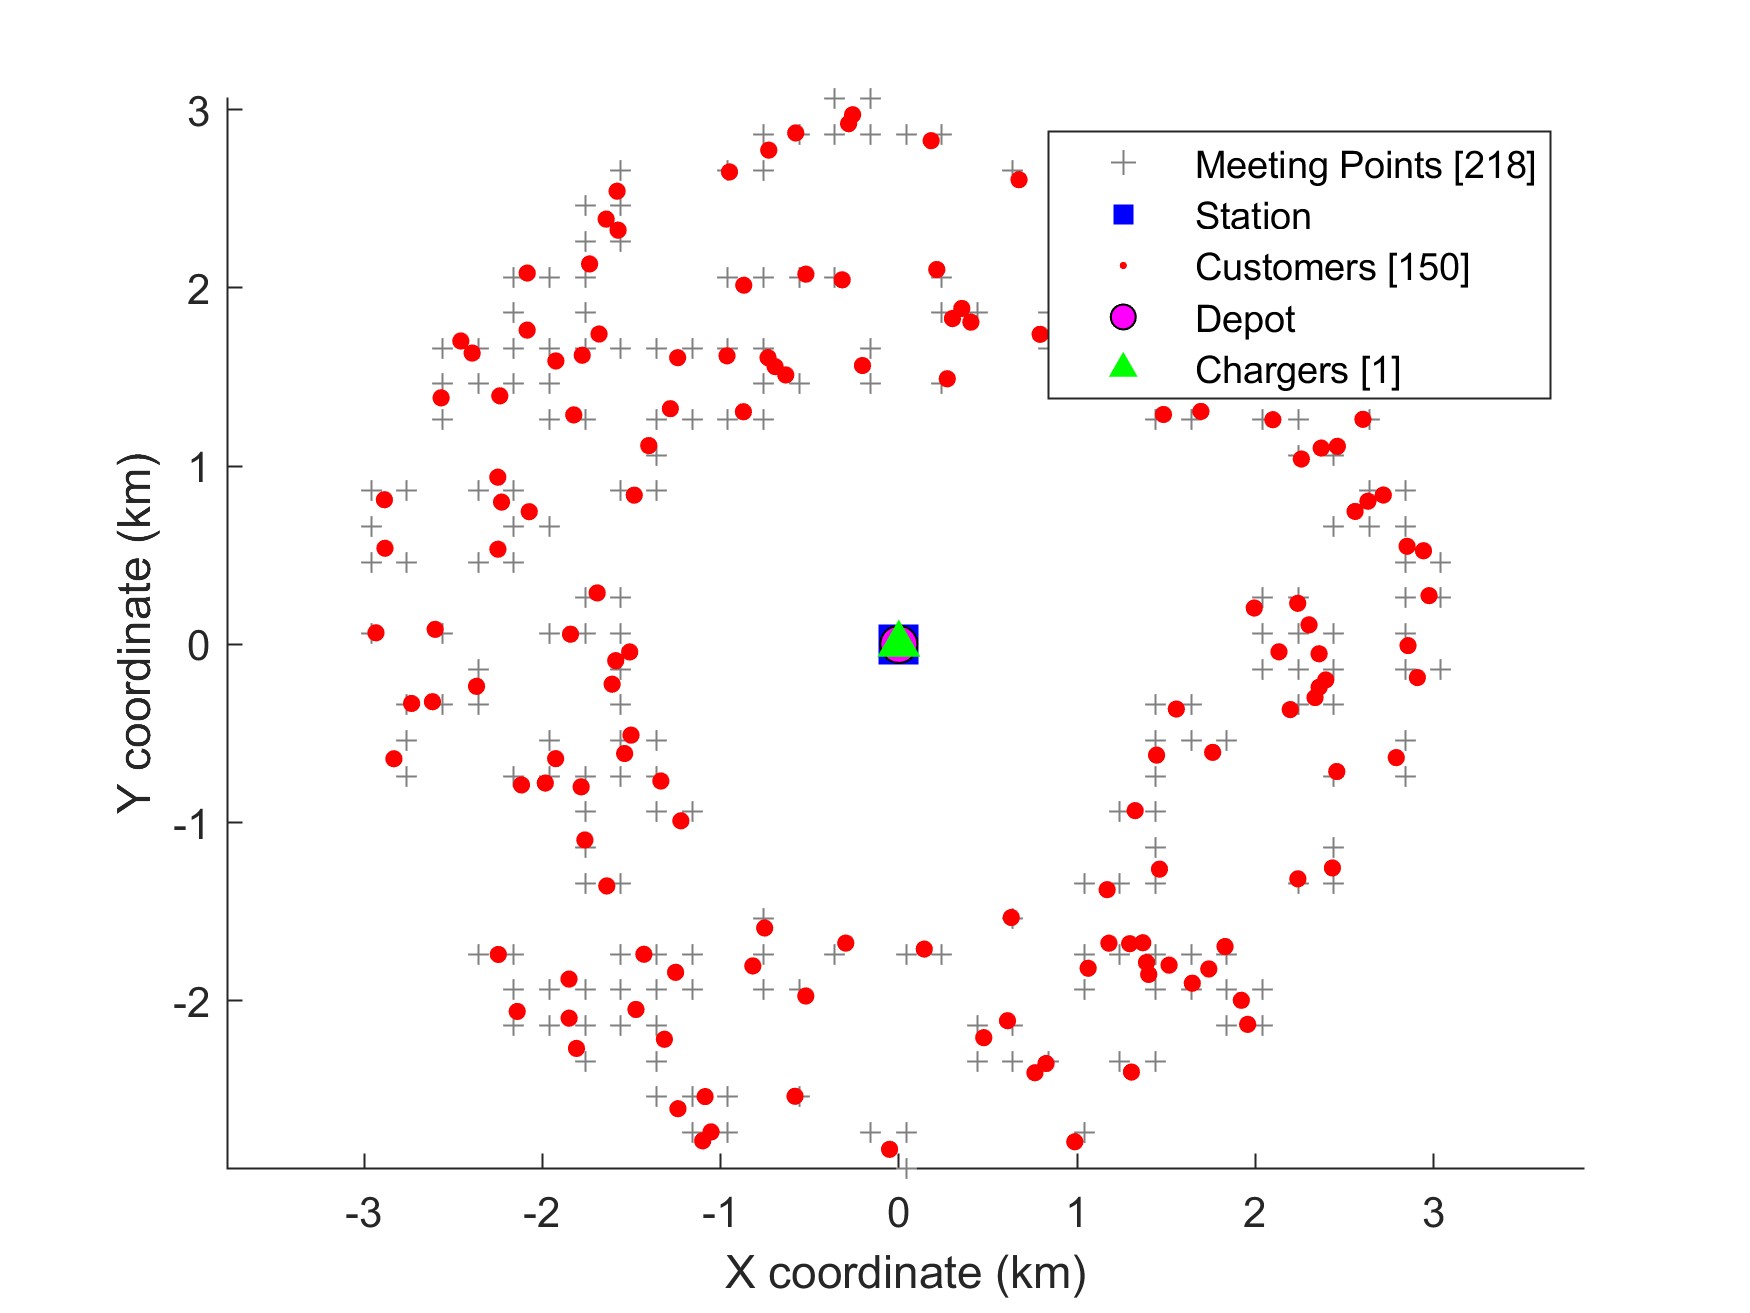 3
2
1
0
-1
-2
Y coordinate (km)
Meeting Points [218]
Station
Customers [150]
Depot
Chargers [1]
-3 -2 -1 0 1 2 3
X coordinate (km)